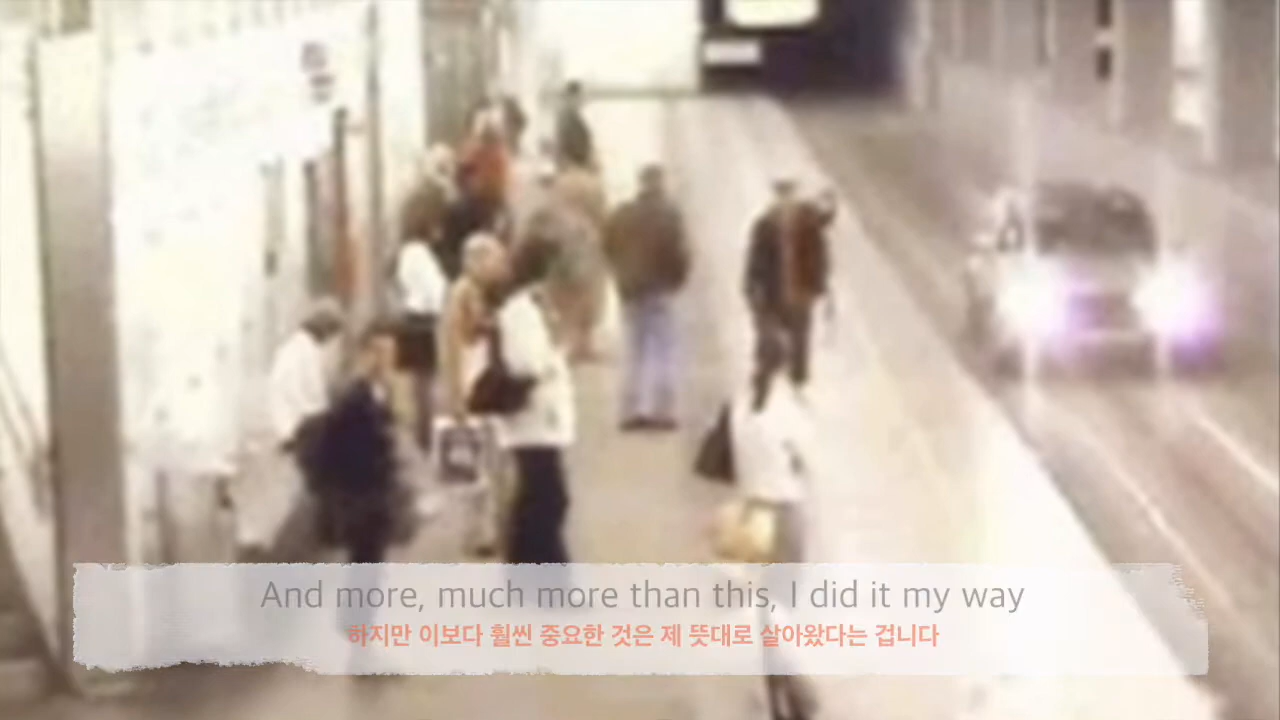 And more, much more than this, I did it my way
하지만 이보다 훨씬 중요한 것은 제 뜻대로 살아왔다는 겁니다